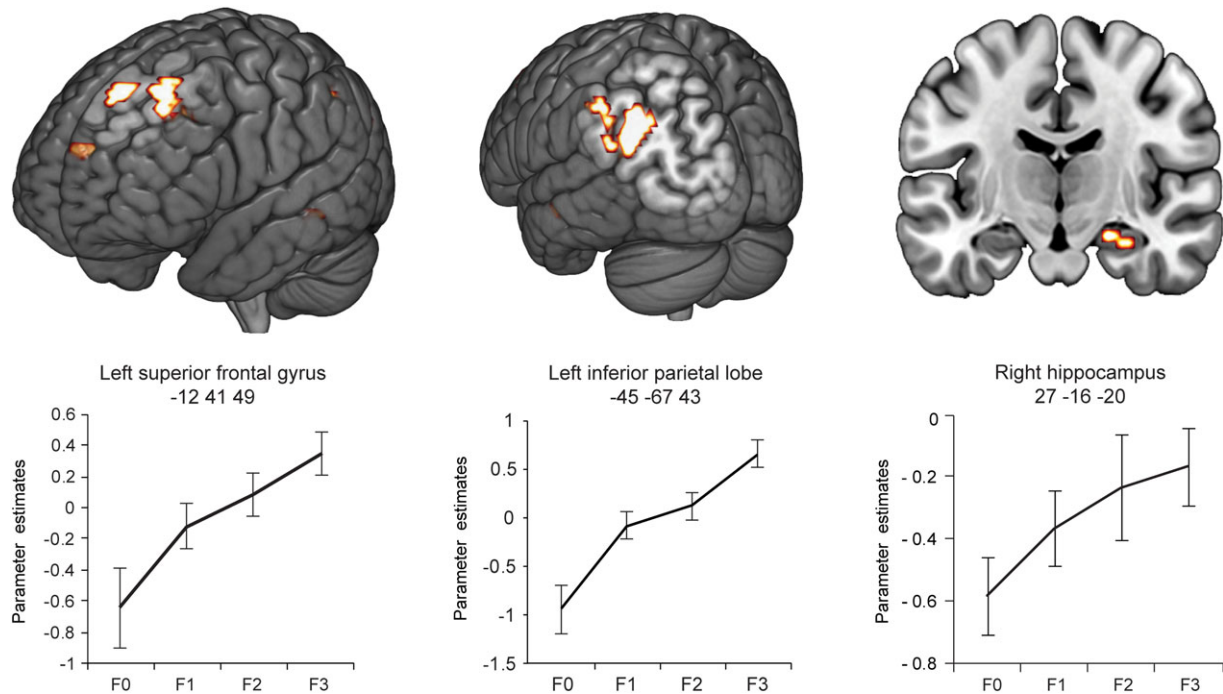 Left superior frontal gyrus
-12 41 49
Parameter estimates
0.6
0.4
0.2
0
-0.2
-0.4
-0.6
-0.8
-1
F0 F1 F2 F3
Left inferior parietal lobe
-45 -67 43
Parameter estimates
1
0.5
0
-0.5
-1
-1.5
F0 F1 F2 F3
Right hippocampus
27 -16 -20
Parameter estimates
0
- 0.2
- 0.4
- 0.6
- 0.8
F0 F1 F2 F3